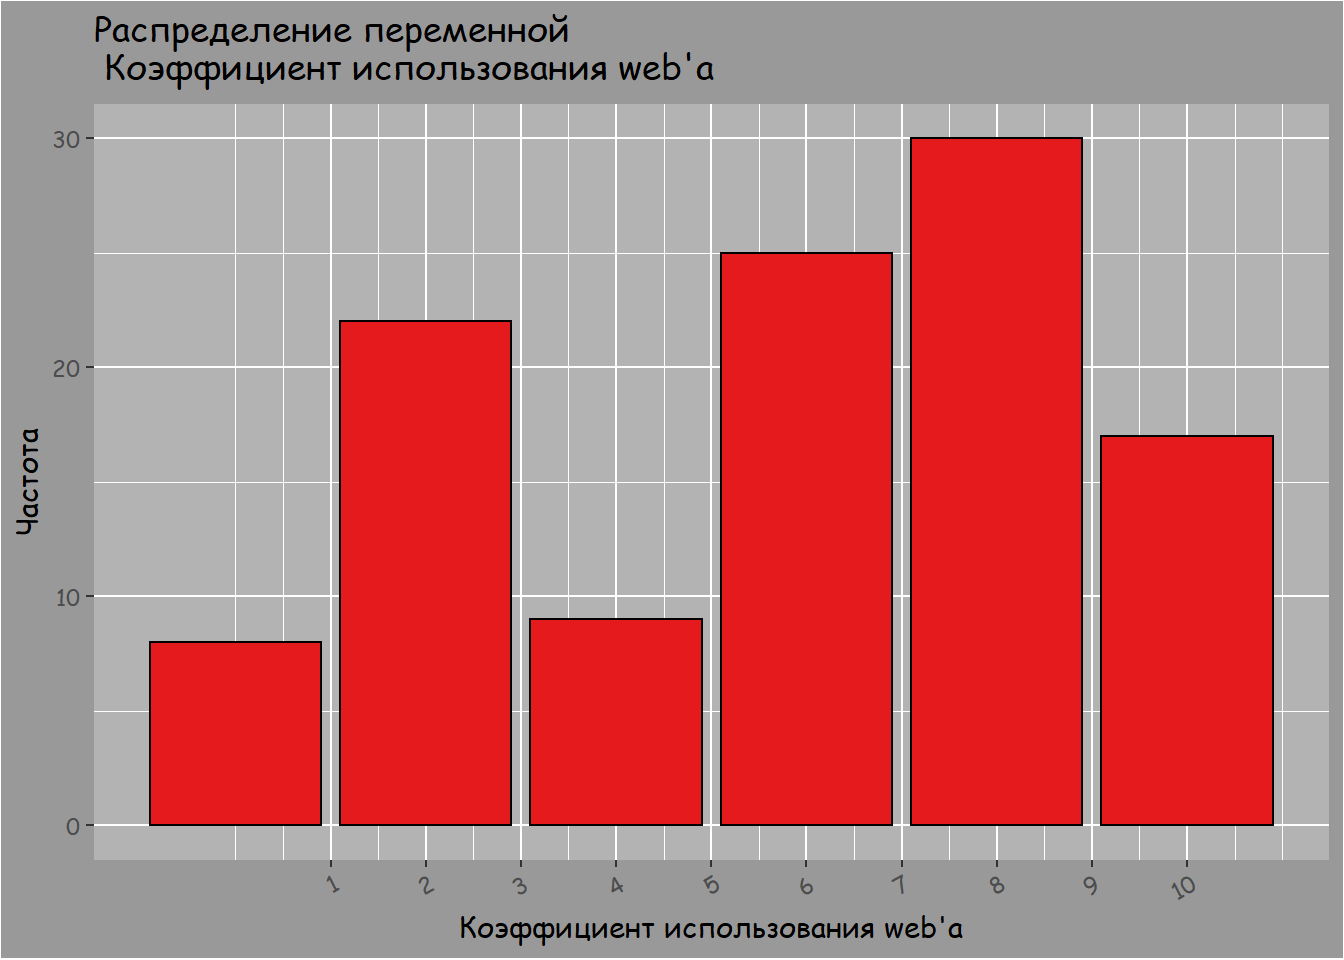 Распределение переменной
Коэффициент использования web'а
30
20
10
0
Частота
1 2 3 4 5 6 7 8 9 10
Коэффициент использования web'а